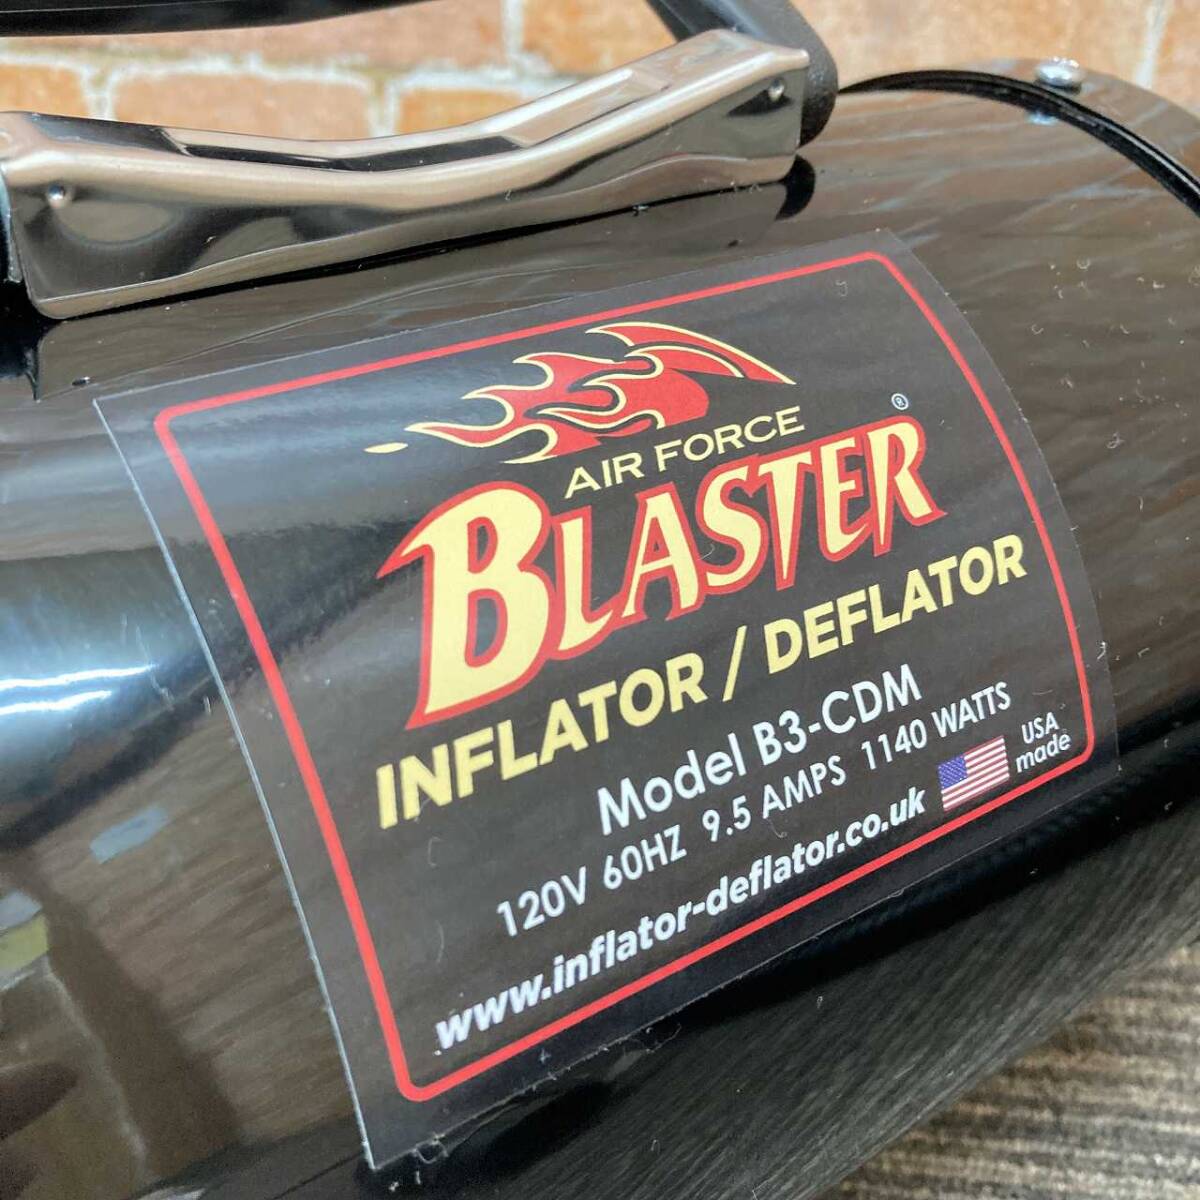 AIR FORCE
BLASTER®
INFLATOR / DEFLATOR
Model B3-CDM
120V 60HZ 9.5 AMPS 1140 WATTS
USA
made
www.inflator-deflator.co.uk